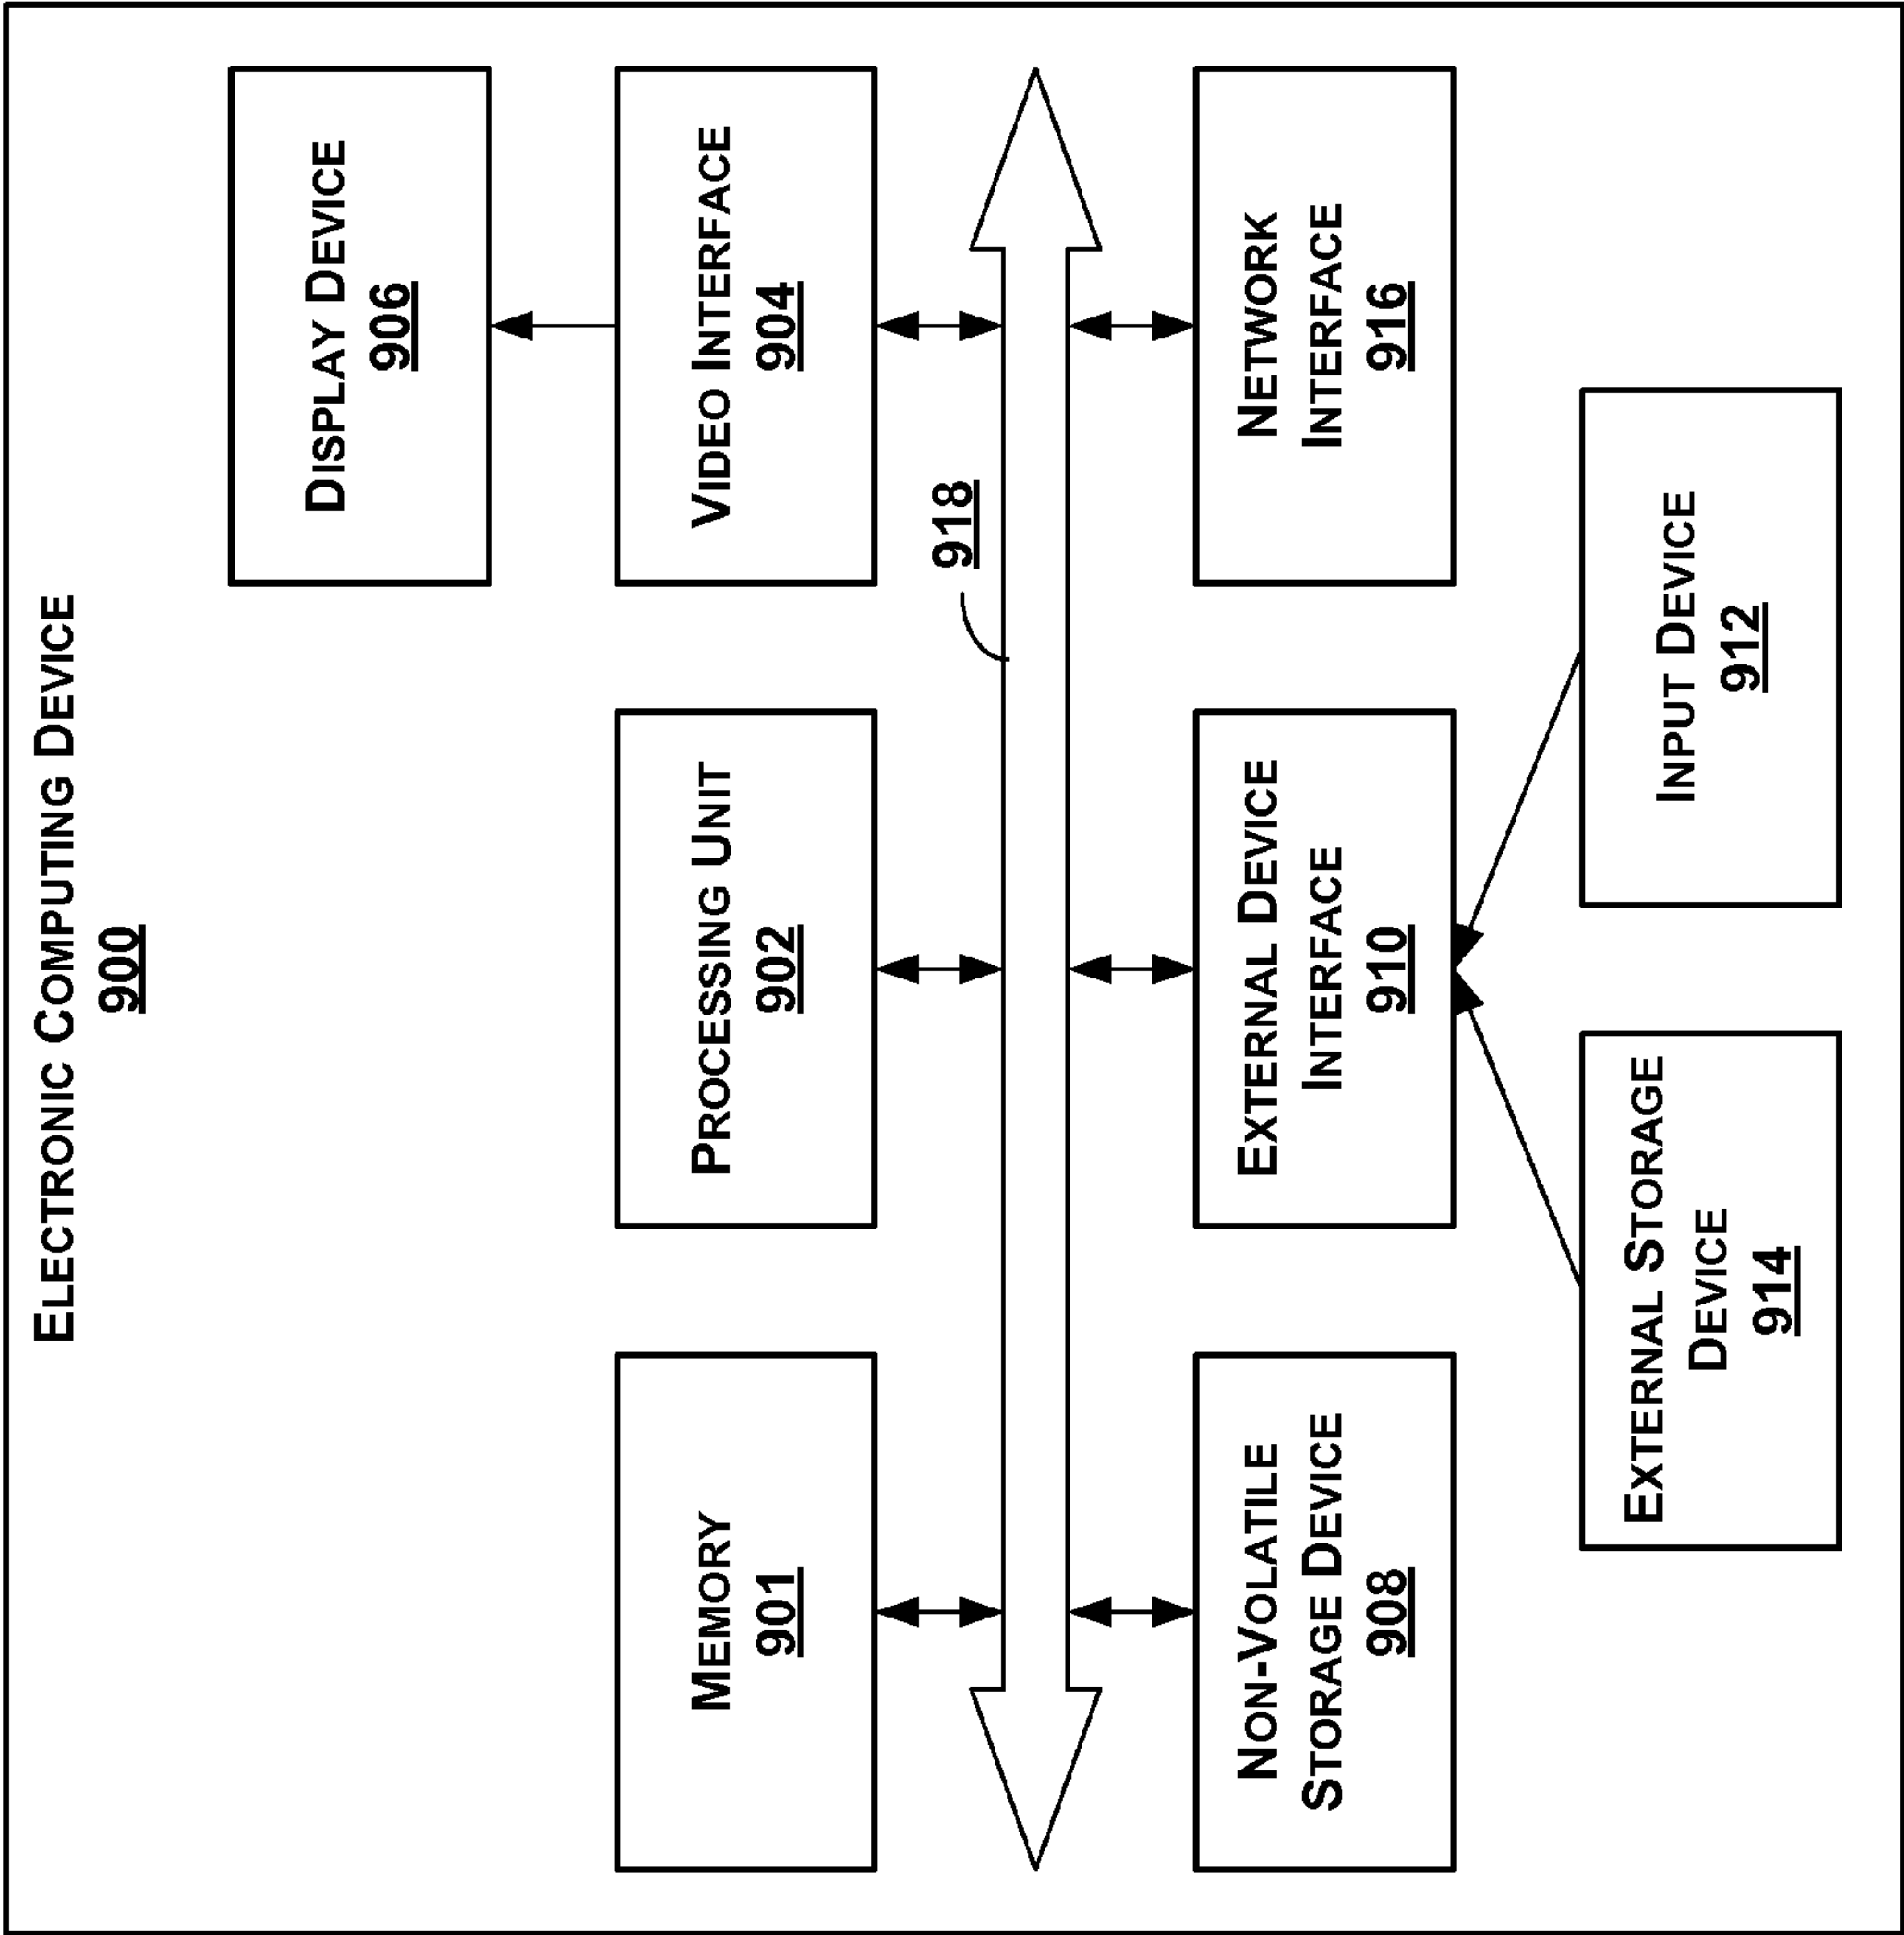 ELECTRONIC COMPUTING DEVICE
900
DISPLAY DEVICE
906
MEMORY
901
PROCESSING UNIT
902
VIDEO INTERFACE
904
918
NON-VOLATILE
STORAGE DEVICE
908
EXTERNAL DEVICE
INTERFACE
910
NETWORK
INTERFACE
916
EXTERNAL STORAGE
DEVICE
914
INPUT DEVICE
912